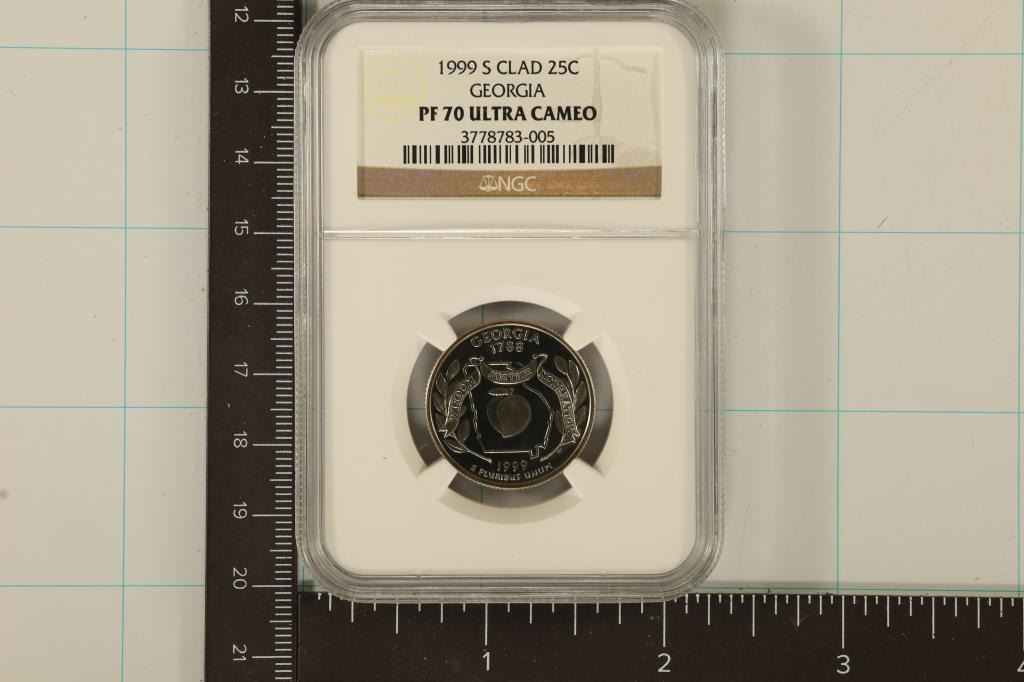 1999 S CLAD 25C
GEORGIA
PF 70 ULTRA CAMEO
3778783-005
NGC
GEORGIA
1788
WISDOM JUSTICE MODERATION
1999
E PLURIBUS UNUM
12
13
14
15
16
17
18
19
20
21
1 2 3 4